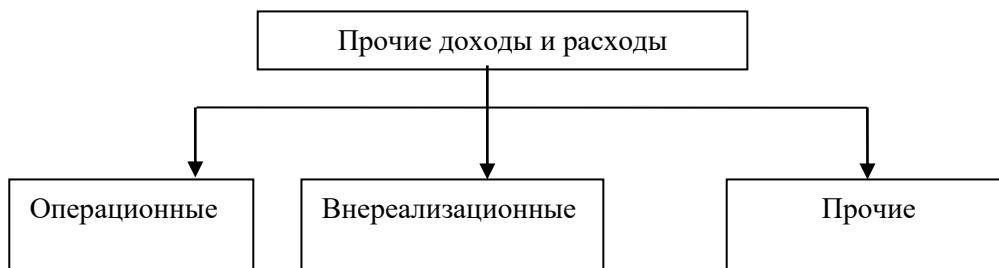 Прочие доходы и расходы
Операционные
Внереализационные
Прочие